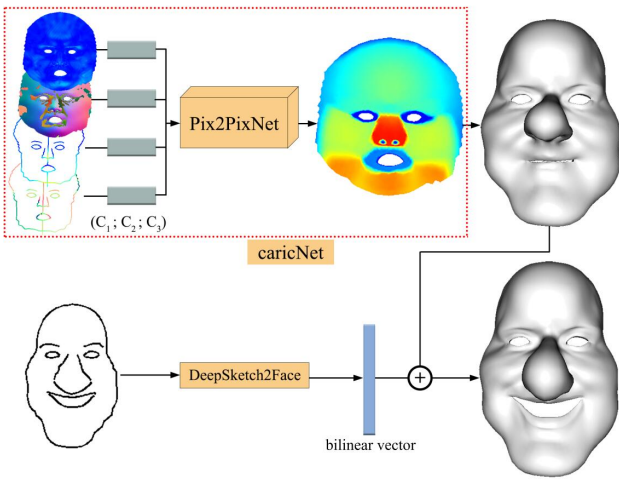 Pix2PixNet
(C1 ; C2 ; C3)
caricNet
DeepSketch2Face
+
bilinear vector